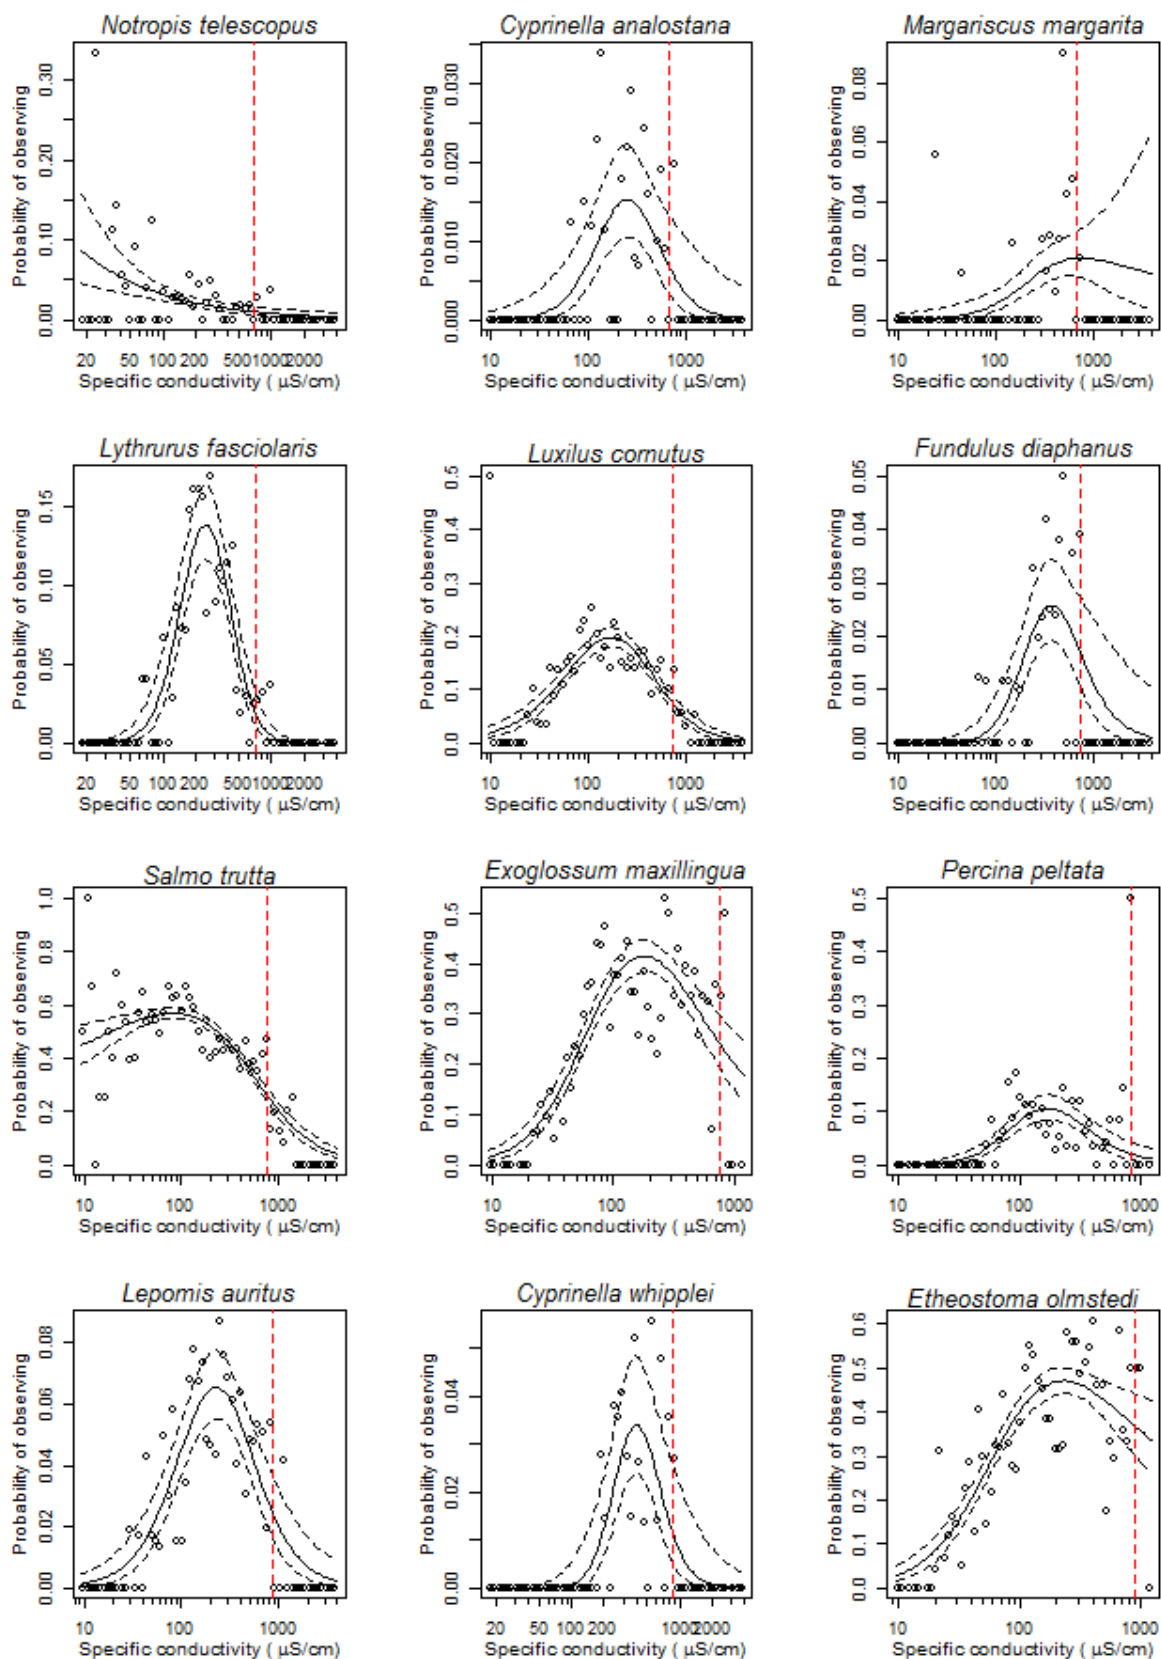 Notropis telescopus
Cyprinella analostana
Margariscus margarita
Probability of observing
0.00 0.10 0.20 0.30
Probability of observing
0.000 0.010 0.020 0.030
Probability of observing
0.00 0.02 0.04 0.06 0.08
20 50 100 200 500 1000 2000
10 100 1000
10 100 1000
Specific conductivity ( µS/cm)
Specific conductivity ( µS/cm)
Specific conductivity ( µS/cm)
Lythrurus fasciolaris
Luxilus cornutus
Fundulus diaphanus
Probability of observing
0.00 0.05 0.10 0.15
Probability of observing
0.0 0.1 0.2 0.3 0.4 0.5
Probability of observing
0.00 0.01 0.02 0.03 0.04 0.05
20 50 100 200 500 1000 2000
10 100 1000
10 100 1000
Specific conductivity ( µS/cm)
Specific conductivity ( µS/cm)
Specific conductivity ( µS/cm)
Salmo trutta
Exoglossum maxillingua
Percina peltata
Probability of observing
0.0 0.2 0.4 0.6 0.8 1.0
Probability of observing
0.0 0.1 0.2 0.3 0.4 0.5
Probability of observing
0.0 0.1 0.2 0.3 0.4 0.5
10 100 1000
10 100 1000
10 100 1000
Specific conductivity ( µS/cm)
Specific conductivity ( µS/cm)
Specific conductivity ( µS/cm)
Lepomis auritus
Cyprinella whipplei
Etheostoma olmstedi
Probability of observing
0.00 0.02 0.04 0.06 0.08
Probability of observing
0.00 0.02 0.04
Probability of observing
0.0 0.1 0.2 0.3 0.4 0.5 0.6
10 100 1000
20 50 100 200 1000 2000
10 100 1000
Specific conductivity ( µS/cm)
Specific conductivity ( µS/cm)
Specific conductivity ( µS/cm)